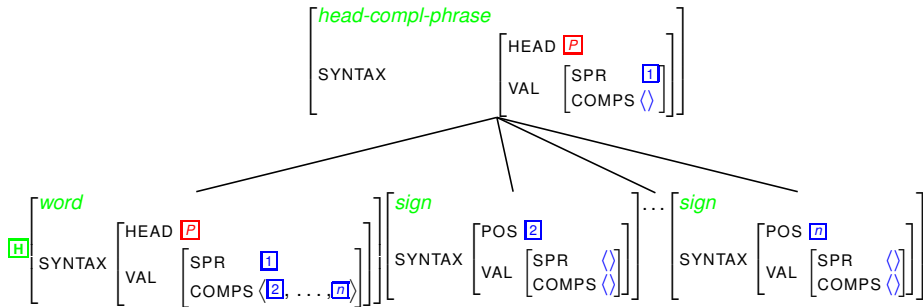 head-compl-phrase
HEAD P
SYNTAX
VAL
SPR 1
COMPS ⟨⟩
word
HEAD P
H
SYNTAX
VAL
SPR 1
COMPS ⟨2, ..., n⟩
sign
POS 2
SYNTAX
VAL
SPR ⟨⟩
COMPS ⟨⟩
...
sign
POS n
SYNTAX
VAL
SPR ⟨⟩
COMPS ⟨⟩